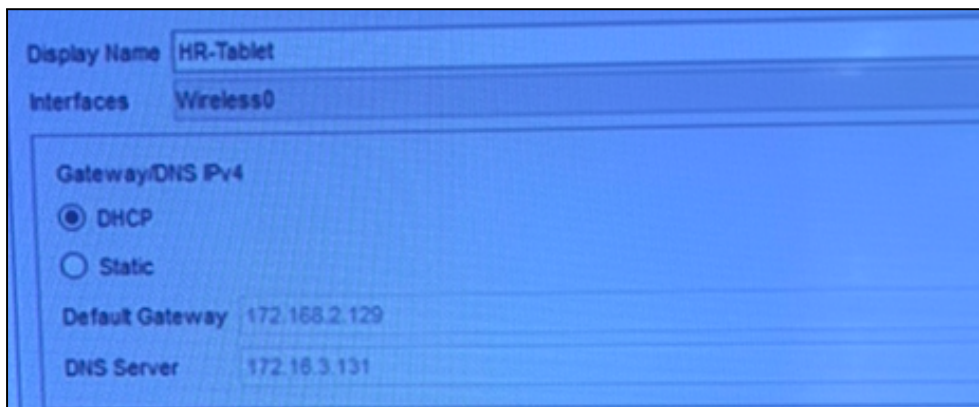 Display Name HR-Tablet
Interfaces Wireless0
Gateway/DNS IPv4
DHCP
Static
Default Gateway 172.168.2.129
DNS Server 172.16.3.131